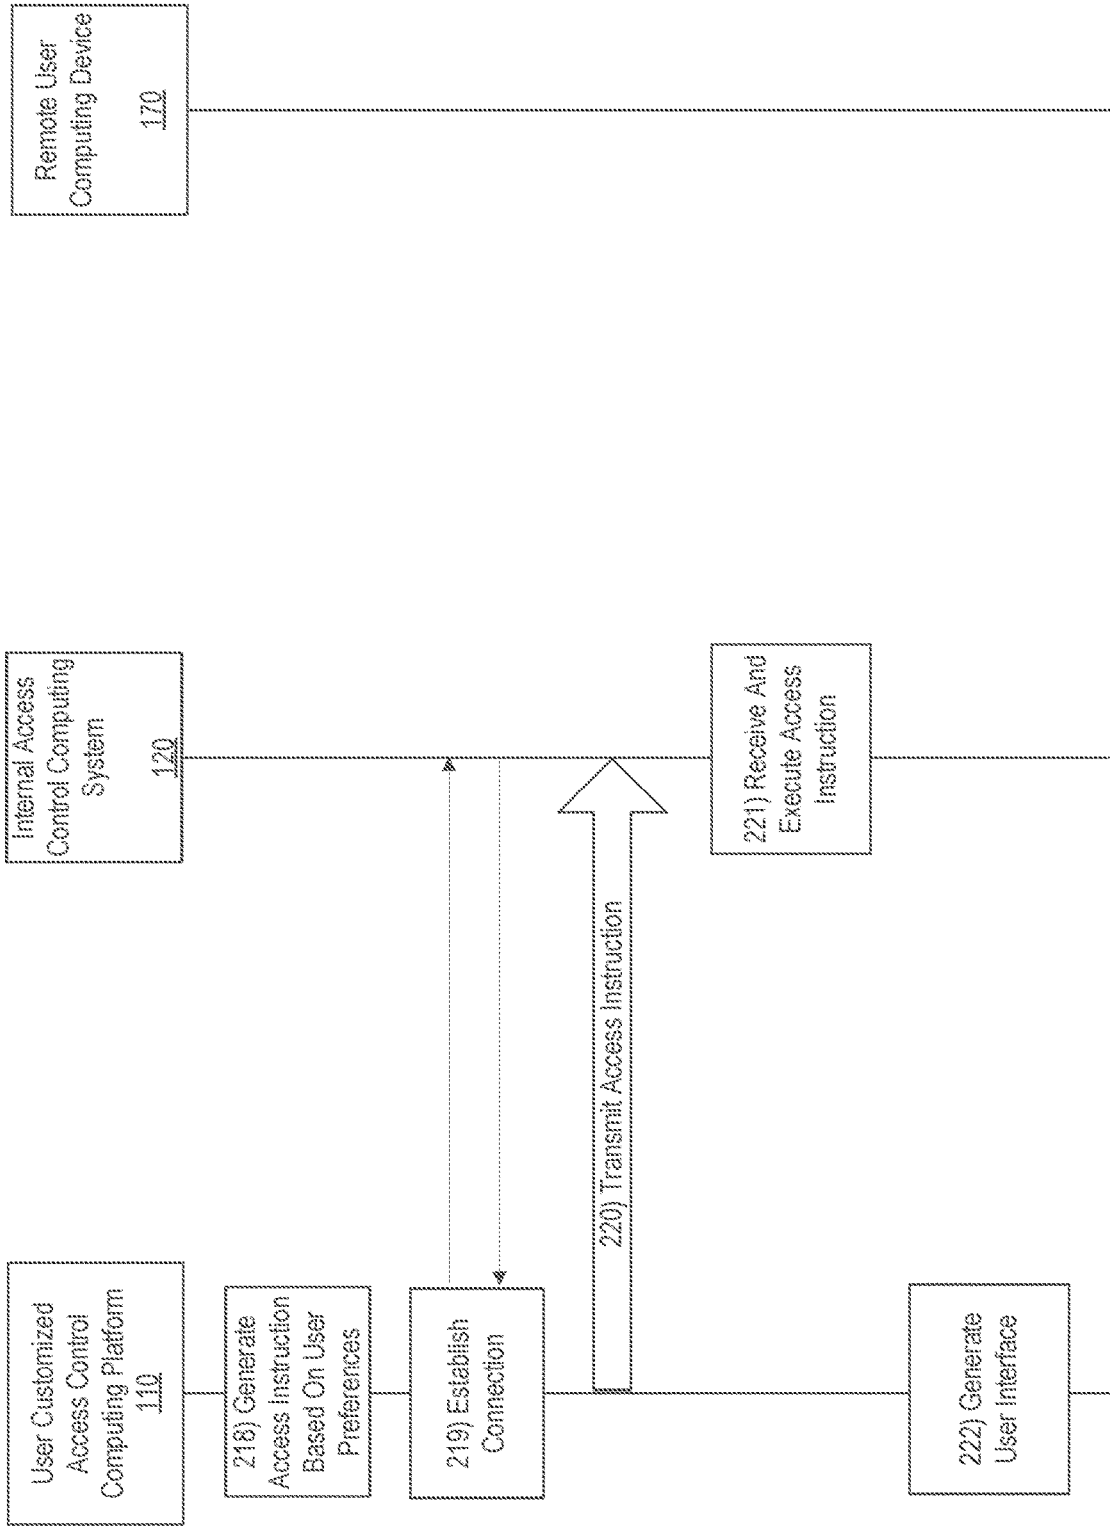 User Customized
Access Control
Computing Platform
110
Internal Access
Control Computing
System
120
Remote User
Computing Device
170
218) Generate
Access Instruction
Based On User
Preferences
219) Establish
Connection
220) Transmit Access Instruction
221) Receive And
Execute Access
Instruction
222) Generate
User Interface